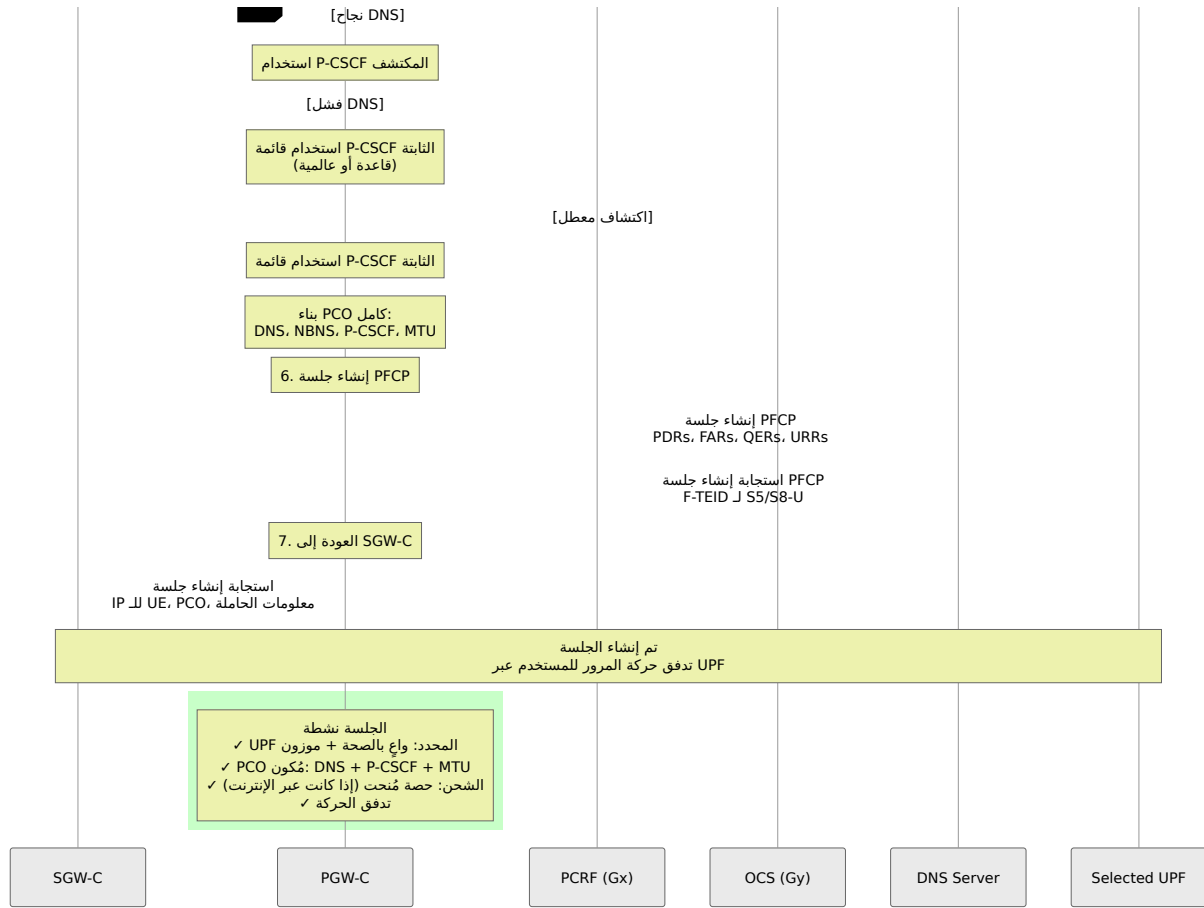 [نجاح DNS]
استخدام P-CSCF المكتشف
[فشل DNS]
استخدام قائمة P-CSCF الثابتة
(قاعدة أو عالمية)
[اكتشاف معطل]
استخدام قائمة P-CSCF الثابتة
بناء PCO كامل:
DNS، NBNS، P-CSCF، MTU
6. إنشاء جلسة PFCP
إنشاء جلسة PFCP
PDRs، FARs، QERs، URRs
استجابة إنشاء جلسة PFCP
F-TEID لـ S5/S8-U
7. العودة إلى SGW-C
استجابة إنشاء جلسة
IP للـ UE، PCO، معلومات الحاملة
تم إنشاء الجلسة
تدفق حركة المرور للمستخدم عبر UPF
الجلسة نشطة
✓ UPF المحدد: واعٍ بالصحة + موزون
✓ PCO مُكون: DNS + P-CSCF + MTU
✓ الشحن: حصة مُنحت (إذا كانت عبر الإنترنت)
✓ تدفق الحركة
SGW-C
PGW-C
PCRF (Gx)
OCS (Gy)
DNS Server
Selected UPF